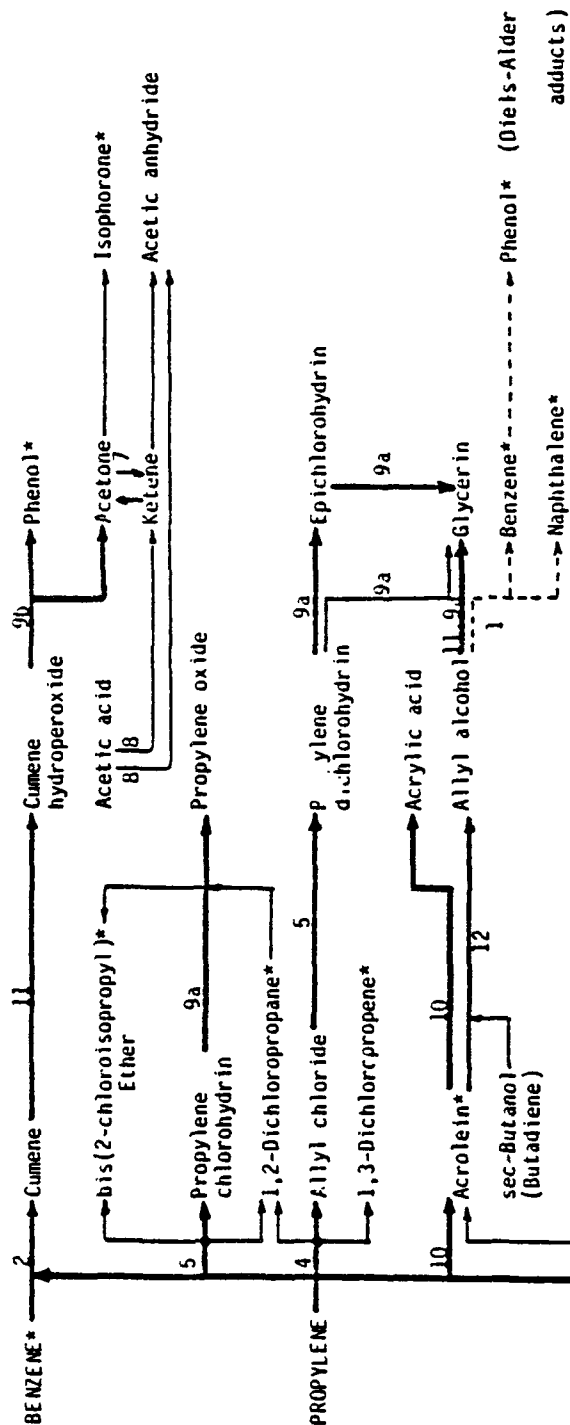 BENZENE*
2
Cumene
11
Cumene
hydroperoxide
9b
Phenol*
Acetone
Isophorone*
7
Ketene
Acetic anhydride
Acetic acid
8
8
bis(2-chloroisopropyl)*
Ether
5
Propylene
chlorohydrin
9a
Propylene oxide
1,2-Dichloropropane*
PROPYLENE
4
Allyl chloride
5
P ylene
dichlorohydrin
9a
Epichlorohydrin
9a
9a
Glycerin
1,3-Dichloropropene*
10
Acrolein*
10
Acrylic acid
12
Allyl alcohol
11,9
1
Benzene*
Phenol* (Diels-Alder
adducts)
Naphthalene*
sec-Butanol
(Butadiene)